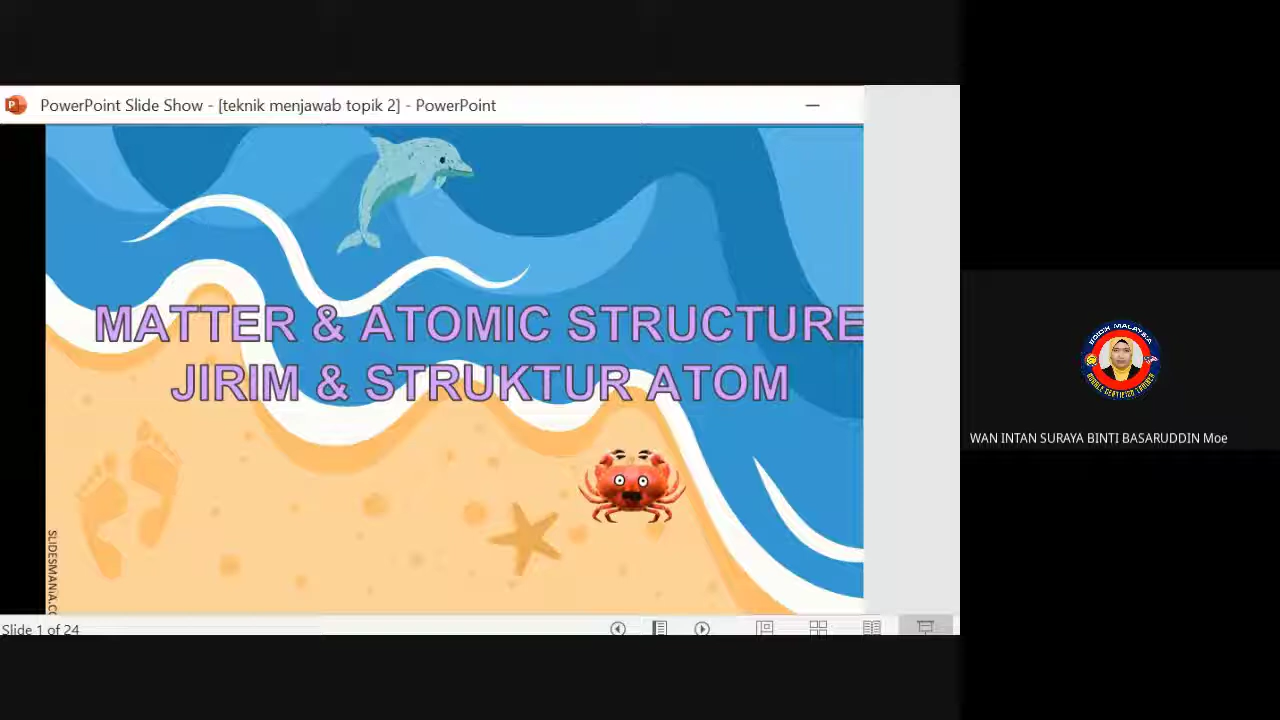 PowerPoint Slide Show - [teknik menjawab topik 2] - PowerPoint
MATTER & ATOMIC STRUCTURE
JIRIM & STRUKTUR ATOM
SLIDESMANIA.C
Slide 1 of 24
WAN INTAN SURAYA BINTI BASARUDDIN Moe